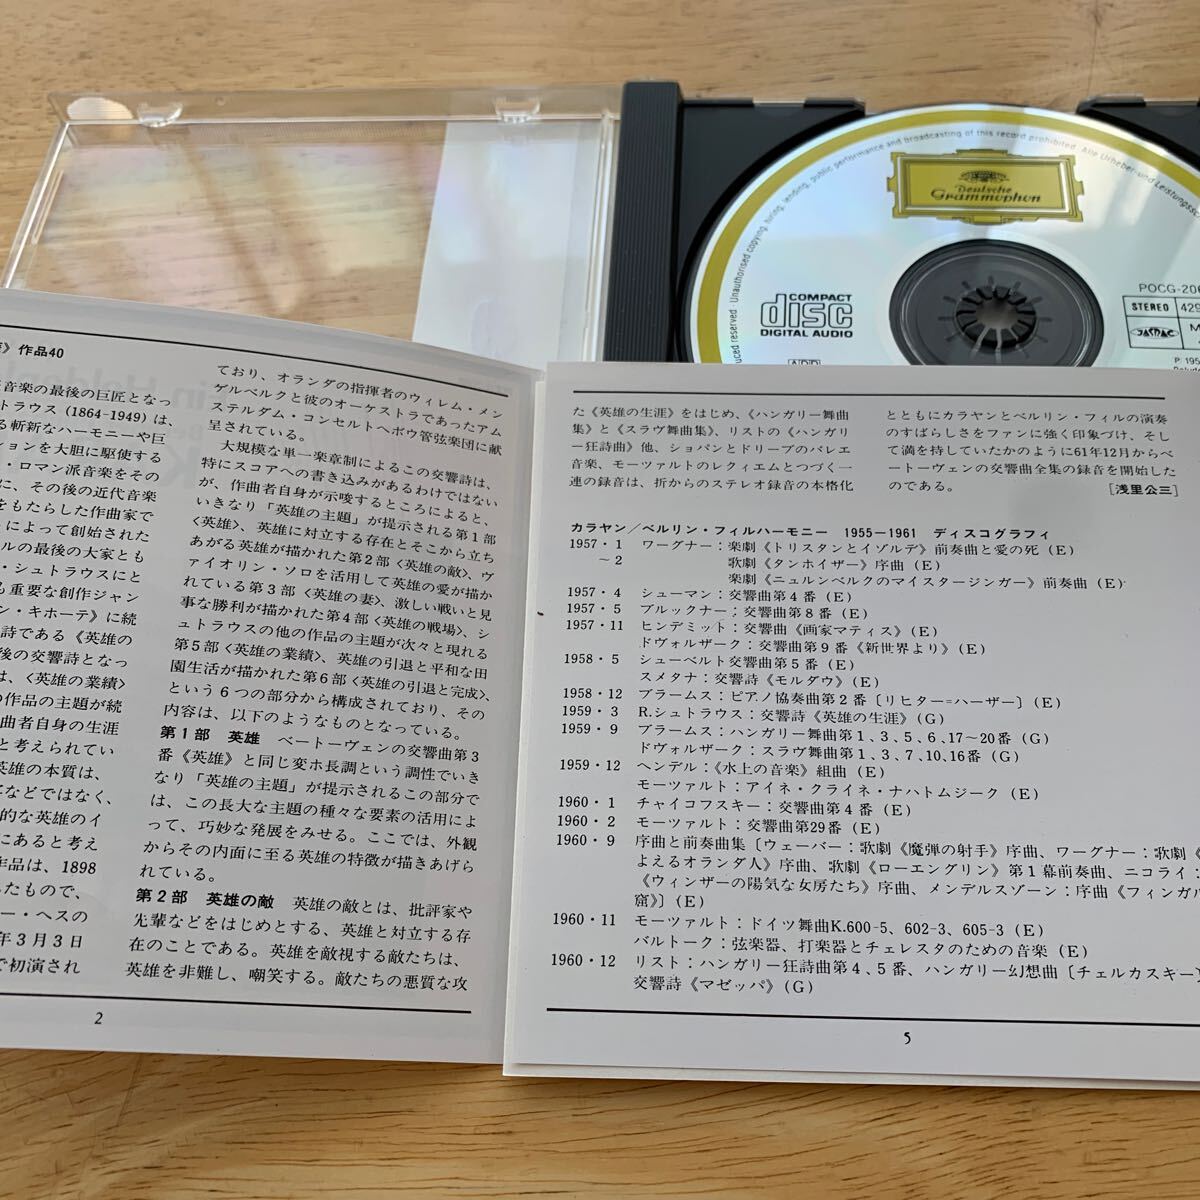 作品40
音楽の最後の巨匠となっ
トラウス (1864-1949) は、
る斬新なハーモニーや巨
ションを大胆に駆使する
・ロマン派音楽をその
に、その後の近代音楽
をもたらした作曲家で
によって創始された
ルの最後の大家とも
・シュトラウスにと
も重要な創作ジャン
ン・キホーテ》に続
詩である《英雄の
後の交響詩となっ
は、〈英雄の業績〉
の作品の主題が続
曲者自身の生涯
と考えられてい
英雄の本質は、
などではなく、
的な英雄のイ
にあると考え
作品は、1898
したもので、
ー・ヘスの
年3月3日
で初演され
ており、オランダの指揮者のウィレム・メン
ゲルベルクと彼のオーケストラであったアム
ステルダム・コンセルトヘボウ管弦楽団に献
呈されている。
大規模な単一楽章制によるこの交響詩は、
特にスコアへの書き込みがあるわけではない
が、作曲者自身が示唆するところによると、
いきなり「英雄の主題」が提示される第1部
〈英雄〉、英雄に対立する存在とそこから立ち
あがる英雄が描かれた第2部〈英雄の敵〉、ヴ
ァイオリン・ソロを活用して英雄の愛が描か
れている第3部〈英雄の妻〉、激しい戦いと見
事な勝利が描かれた第4部〈英雄の戦場〉、シ
ュトラウスの他の作品の主題が次々と現れる
第5部〈英雄の業績〉、英雄の引退と平和な田
園生活が描かれた第6部〈英雄の引退と完成〉、
という6つの部分から構成されており、その
内容は、以下のようなものとなっている。
第1部 英雄 ベートーヴェンの交響曲第3
番《英雄》と同じ変ホ長調という調性でいき
なり「英雄の主題」が提示されるこの部分で
は、この長大な主題の種々な要素の活用によ
って、巧妙な発展をみせる。ここでは、外観
からその内面に至る英雄の特徴が描きあげら
れている。
第2部 英雄の敵 英雄の敵とは、批評家や
先輩などをはじめとする、英雄と対立する存
在のことである。英雄を敵視する敵たちは、
英雄を非難し、嘲笑する。敵たちの悪質な攻
2
た《英雄の生涯》をはじめ、《ハンガリー舞曲
集》と《スラヴ舞曲集》、リストの《ハンガリ
ー狂詩曲》他、ショパンとドリーブのバレエ
音楽、モーツァルトのレクィエムとつづく一
連の録音は、折からのステレオ録音の本格化
とともにカラヤンとベルリン・フィルの演奏
のすばらしさをファンに強く印象づけ、そし
て満を持していたかのように61年12月からベ
ートーヴェンの交響曲全集の録音を開始した
のである。 〔浅里公三〕
カラヤン／ベルリン・フィルハーモニー 1955－1961 ディスコグラフィ
1957・1 ワーグナー：楽劇《トリスタンとイゾルデ》前奏曲と愛の死 (E)
～2 歌劇《タンホイザー》序曲 (E)
楽劇《ニュルンベルクのマイスタージンガー》前奏曲 (E)
1957・4 シューマン：交響曲第4番 (E)
1957・5 ブルックナー：交響曲第8番 (E)
1957・11 ヒンデミット：交響曲《画家マティス》(E)
ドヴォルザーク：交響曲第9番《新世界より》(E)
1958・5 シューベルト交響曲第5番 (E)
スメタナ：交響詩《モルダウ》(E)
1958・12 ブラームス：ピアノ協奏曲第2番〔リヒター＝ハーザー〕(E)
1959・3 R.シュトラウス：交響詩《英雄の生涯》(G)
1959・9 ブラームス：ハンガリー舞曲第1、3、5、6、17～20番 (G)
ドヴォルザーク：スラヴ舞曲第1、3、7、10、16番 (G)
1959・12 ヘンデル：《水上の音楽》組曲 (E)
モーツァルト：アイネ・クライネ・ナハトムジーク (E)
1960・1 チャイコフスキー：交響曲第4番 (E)
1960・2 モーツァルト：交響曲第29番 (E)
1960・9 序曲と前奏曲集〔ウェーバー：歌劇《魔弾の射手》序曲、ワーグナー：歌劇《
よえるオランダ人》序曲、歌劇《ローエングリン》第1幕前奏曲、ニコライ：
《ウィンザーの陽気な女房たち》序曲、メンデルスゾーン：序曲《フィンガル
窟》〕(E)
1960・11 モーツァルト：ドイツ舞曲K.600-5、602-3、605-3 (E)
バルトーク：弦楽器、打楽器とチェレスタのための音楽 (E)
1960・12 リスト：ハンガリー狂詩曲第4、5番、ハンガリー幻想曲〔チェルカスキー〕
交響詩《マゼッパ》(G)
5
Unauthorised copying, hiring, lending, public performance and broadcasting of this record prohibited. Alle Urheber-und Leistungssc
Deutsche
Grammophon
COMPACT
disc
DIGITAL AUDIO
POCG-20
STEREO 429
JASRAC M
P 195